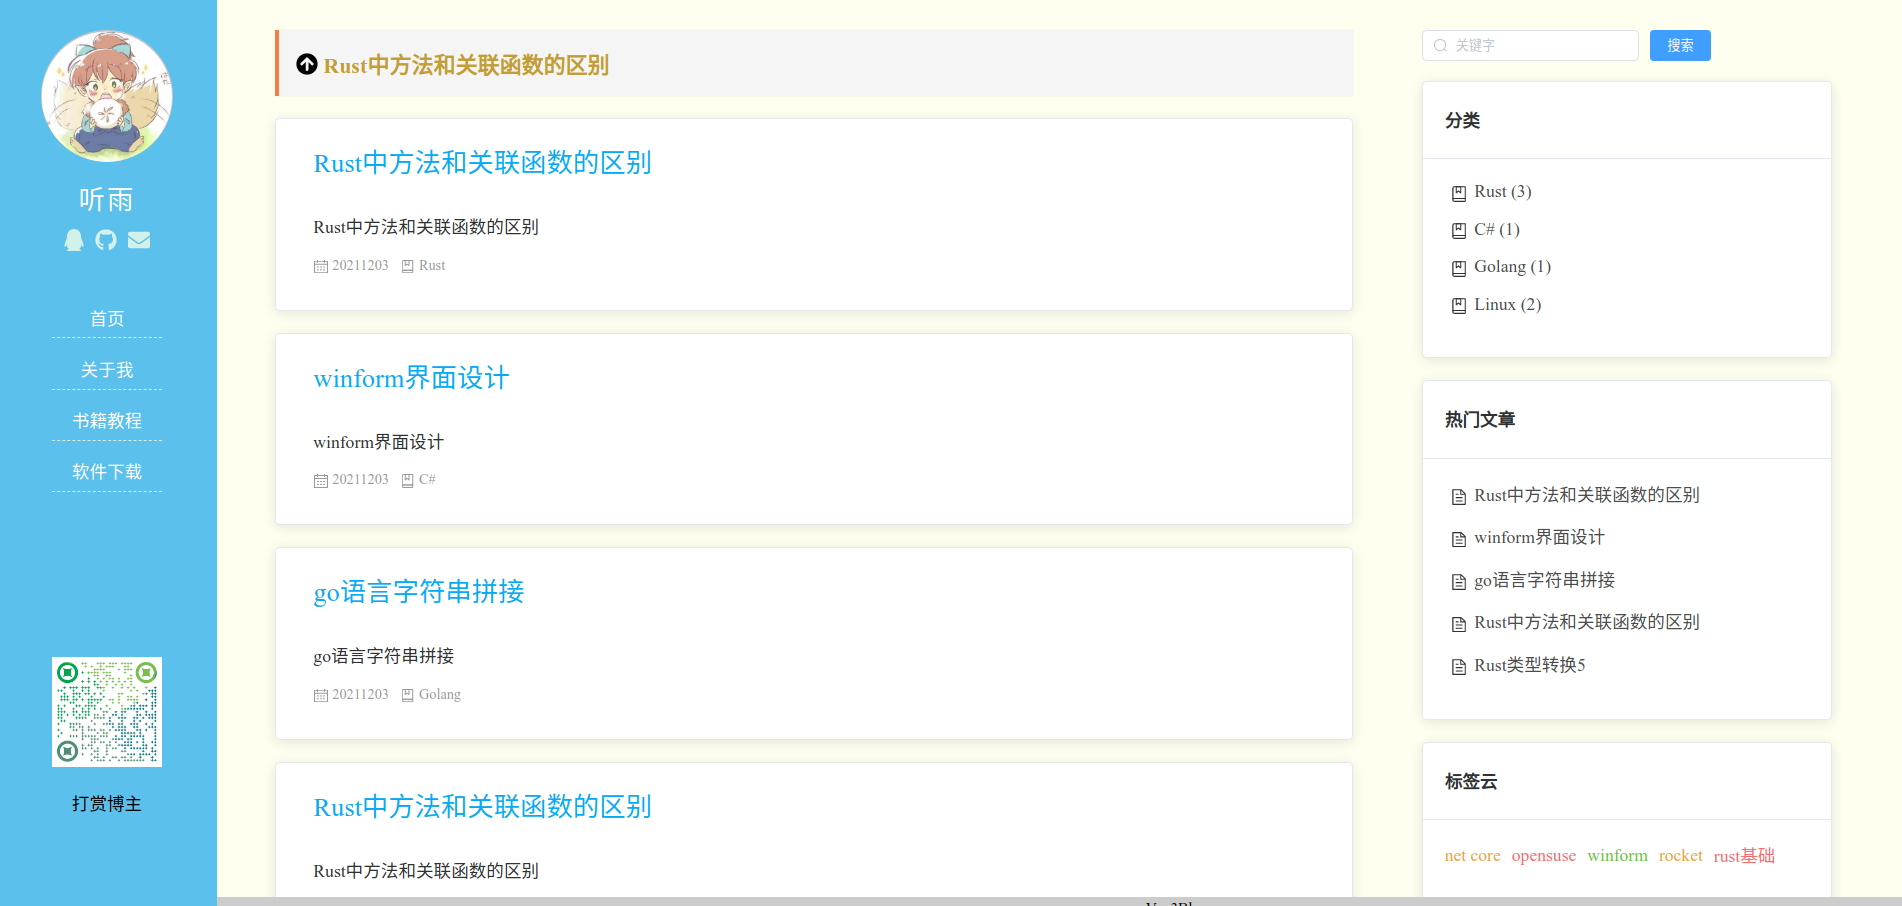 听雨
首页
关于我
书籍教程
软件下载
打赏博主
Rust中方法和关联函数的区别
Rust中方法和关联函数的区别
Rust中方法和关联函数的区别
20211203 Rust
winform界面设计
winform界面设计
20211203 C#
go语言字符串拼接
go语言字符串拼接
20211203 Golang
Rust中方法和关联函数的区别
Rust中方法和关联函数的区别
关键字 搜索
分类
Rust (3)
C# (1)
Golang (1)
Linux (2)
热门文章
Rust中方法和关联函数的区别
winform界面设计
go语言字符串拼接
Rust中方法和关联函数的区别
Rust类型转换5
标签云
net core opensuse winform rocket rust基础